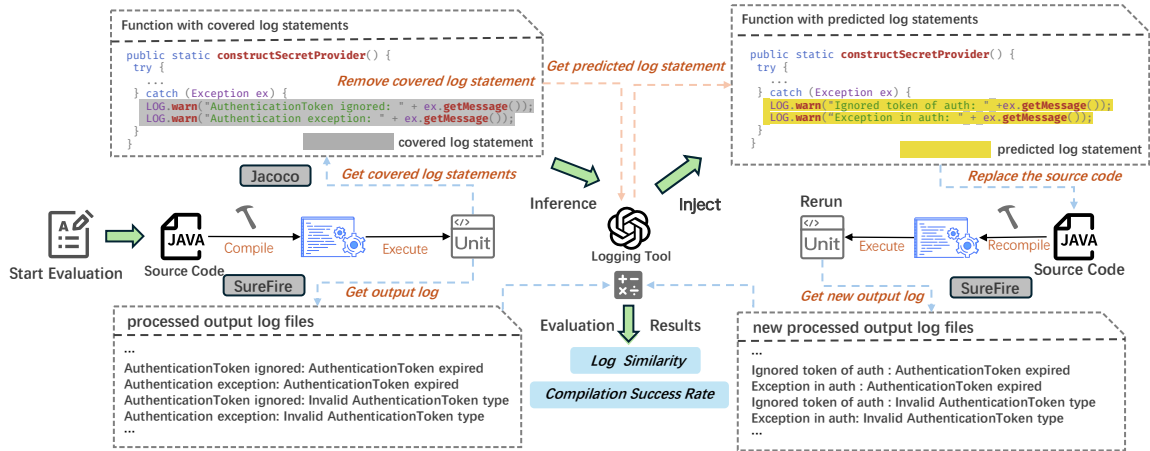 Function with covered log statements
public static constructSecretProvider() {
try {
...
} catch (Exception ex) {
LOG.warn("AuthenticationToken ignored: " + ex.getMessage());
LOG.warn("Authentication exception: " + ex.getMessage());
}
}
covered log statement
Remove covered log statement
Get predicted log statement
Function with predicted log statements
public static constructSecretProvider() {
try {
...
} catch (Exception ex) {
LOG.warn("Ignored token of auth: " +ex.getMessage());
LOG.warn("Exception in auth: " + ex.getMessage());
}
}
predicted log statement
Jacoco
Get covered log statements
Inference
Inject
Replace the source code
Start Evaluation
JAVA
Source Code
Compile
Execute
</>
Unit
Logging Tool
Rerun
</>
Unit
Execute
Recompile
JAVA
Source Code
SureFire
Get output log
Get new output log
SureFire
processed output log files
...
AuthenticationToken ignored: AuthenticationToken expired
Authentication exception: AuthenticationToken expired
AuthenticationToken ignored: Invalid AuthenticationToken type
Authentication exception: Invalid AuthenticationToken type
...
Evaluation Results
Log Similarity
Compilation Success Rate
new processed output log files
...
Ignored token of auth : AuthenticationToken expired
Exception in auth : AuthenticationToken expired
Ignored token of auth : Invalid AuthenticationToken type
Exception in auth: Invalid AuthenticationToken type
...